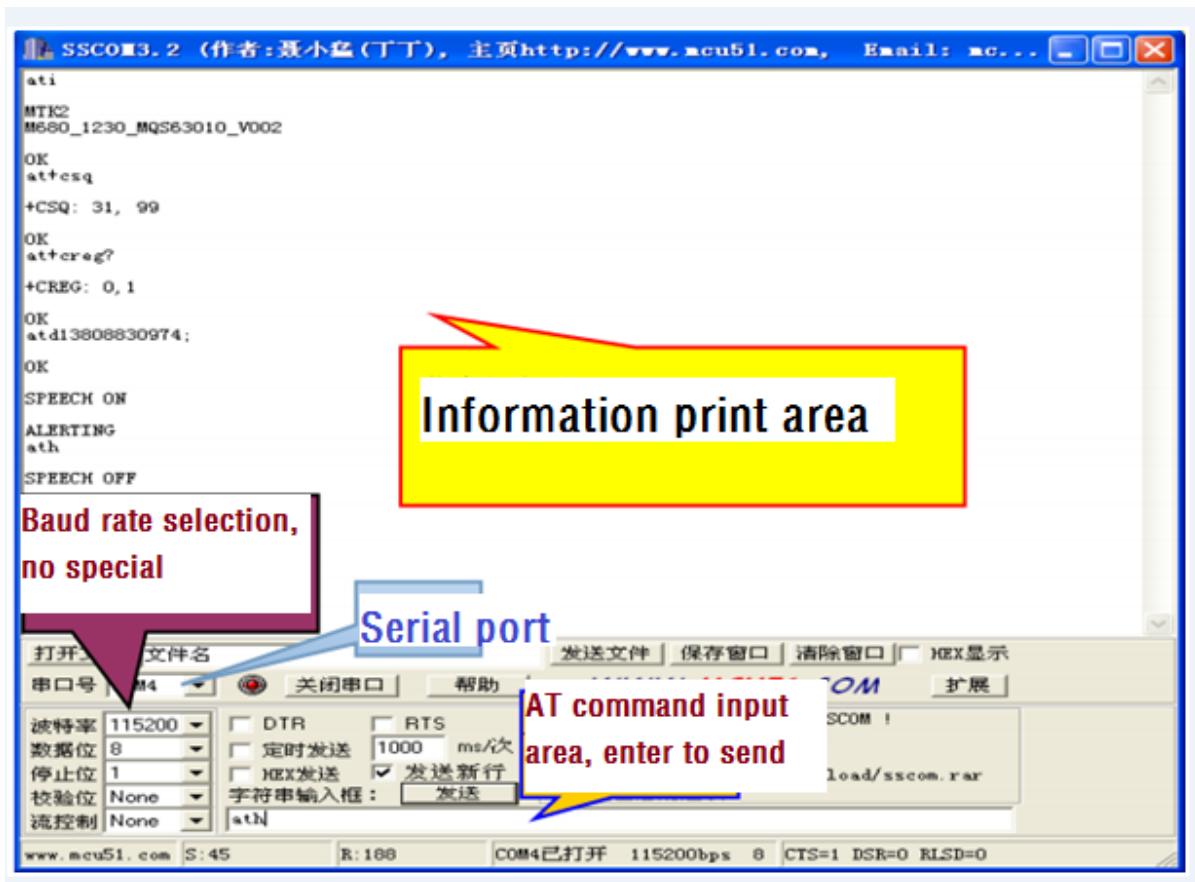 SSCOM3.2 (作者:聂小猛(丁丁), 主页http://www.mcu51.com, Email: mc...
ati
MTK2
M680_1230_MQS63010_V002
OK
at+csq
+CSQ: 31, 99
OK
at+creg?
+CREG: 0,1
OK
atd13808830974;
OK
SPEECH ON
ALERTING
ath
SPEECH OFF
Information print area
Baud rate selection,
no special
Serial port
文件名 发送文件 保存窗口 清除窗口 HEX显示
串口号 关闭串口 帮助 扩展
AT command input
area, enter to send
波特率 115200 DTR RTS SCOM !
数据位 8 定时发送 1000 ms/次
停止位 1 HEX发送 发送新行 load/sscom.rar
校验位 None 字符串输入框: 发送
流控制 None ath
www.mcu51.com S:45 R:188 COM4已打开 115200bps 8 CTS=1 DSR=0 RLSD=0